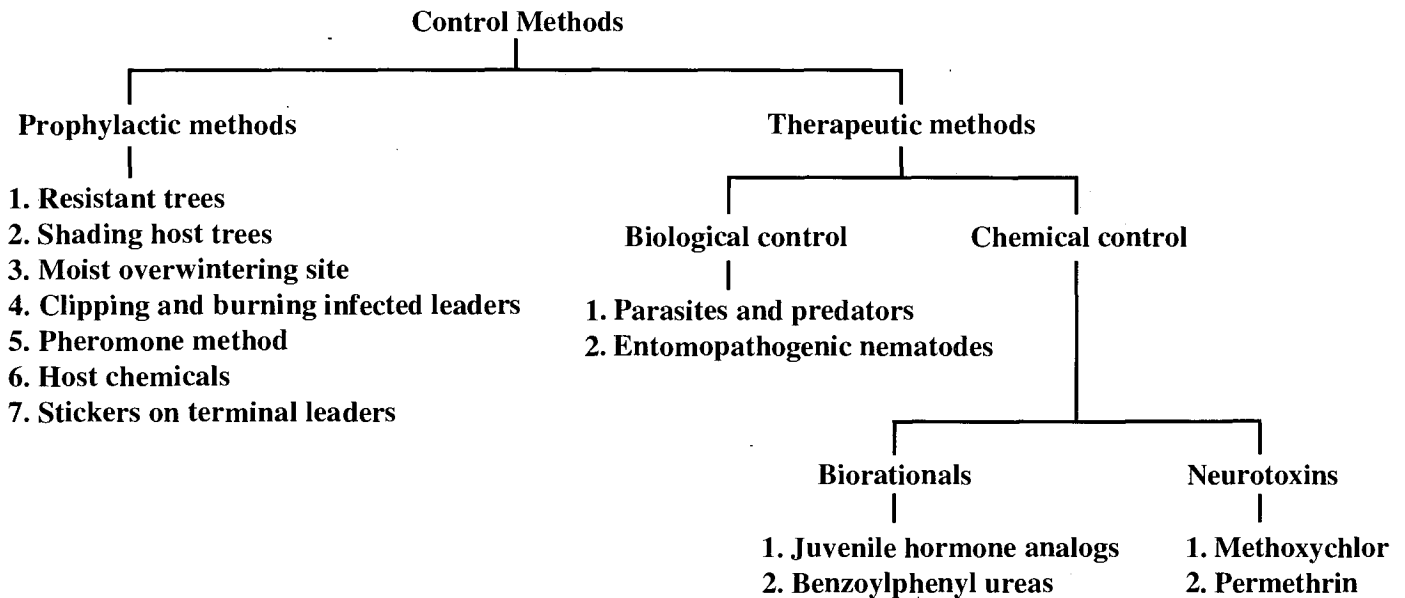 Control Methods
Prophylactic methods
1. Resistant trees
2. Shading host trees
3. Moist overwintering site
4. Clipping and burning infected leaders
5. Pheromone method
6. Host chemicals
7. Stickers on terminal leaders
Therapeutic methods
Biological control
1. Parasites and predators
2. Entomopathogenic nematodes
Chemical control
Biorationals
1. Juvenile hormone analogs
2. Benzoylphenyl ureas
Neurotoxins
1. Methoxychlor
2. Permethrin